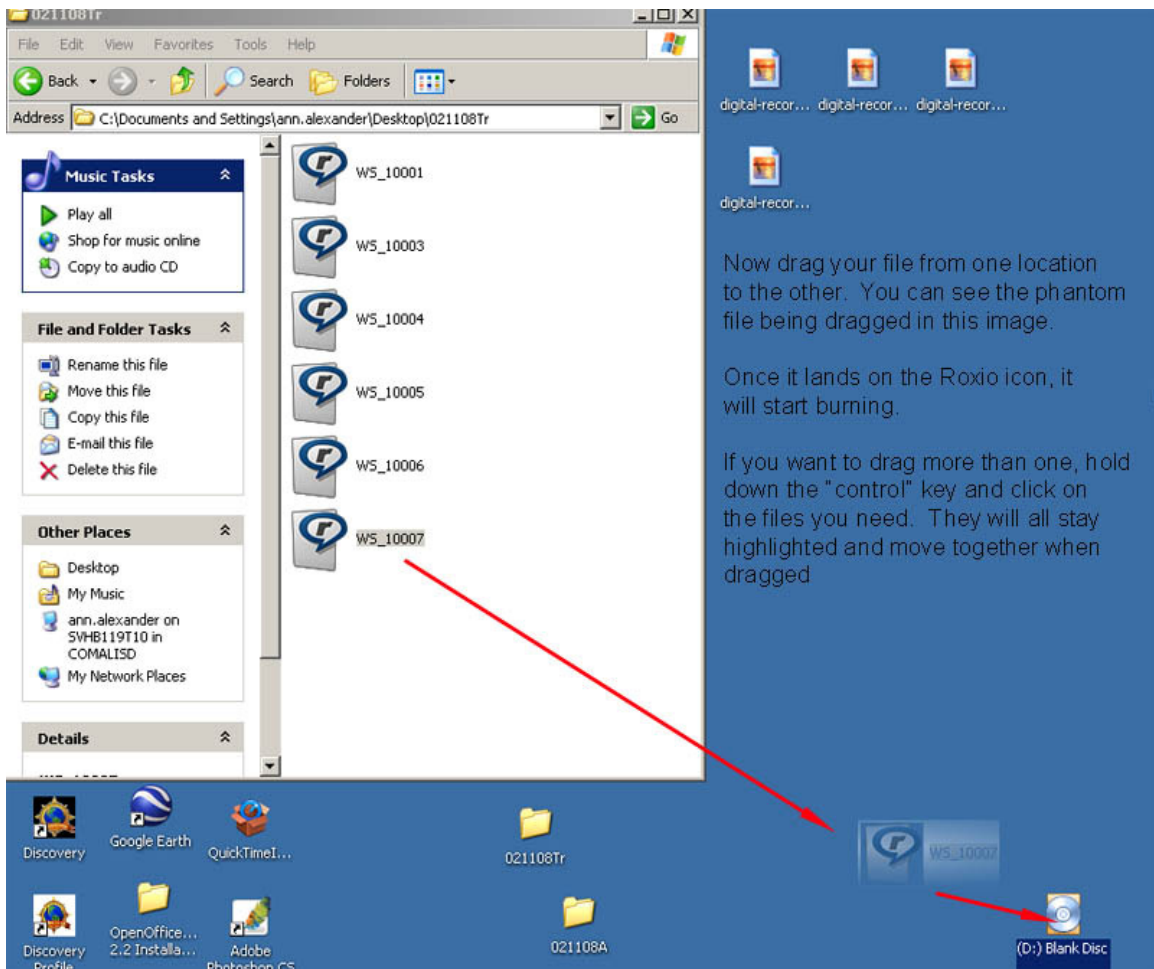 021108Tr
File Edit View Favorites Tools Help
Back Search Folders
Address C:\Documents and Settings\ann.alexander\Desktop\021108Tr Go
Music Tasks
Play all
Shop for music online
Copy to audio CD
File and Folder Tasks
Rename this file
Move this file
Copy this file
E-mail this file
Delete this file
Other Places
Desktop
My Music
ann.alexander on
SVHB119T10 in
COMALISD
My Network Places
Details
WS_10001
WS_10003
WS_10004
WS_10005
WS_10006
WS_10007
digital-recor... digital-recor... digital-recor...
digital-recor...
Now drag your file from one location
to the other. You can see the phantom
file being dragged in this image.
Once it lands on the Roxio icon, it
will start burning.
If you want to drag more than one, hold
down the "control" key and click on
the files you need. They will all stay
highlighted and move together when
dragged
Discovery
Google Earth
QuickTimeI...
021108Tr
WS_10007
Discovery
Profile
OpenOffice...
2.2 Installa...
Adobe
Photoshop CS
021108A
(D:) Blank Disc